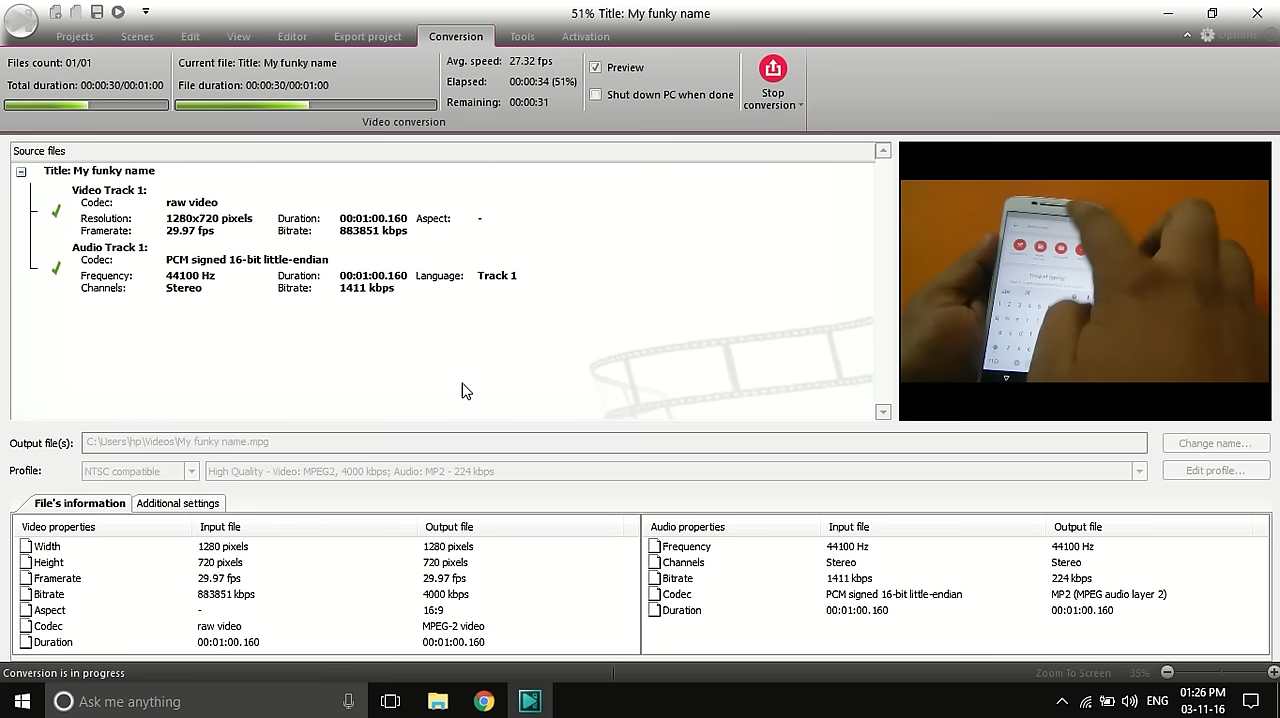 51% Title: My funky name
Projects Scenes Edit View Editor Export project Conversion Tools Activation Options
Files count: 01/01
Total duration: 00:00:30/00:01:00
Current file: Title: My funky name
File duration: 00:00:30/00:01:00
Avg. speed: 27.32 fps
Elapsed: 00:00:34 (51%)
Remaining: 00:00:31
Preview
Shut down PC when done
Stop
conversion
Video conversion
Source files
Title: My funky name
Video Track 1:
Codec: raw video
Resolution: 1280x720 pixels Duration: 00:01:00.160 Aspect: -
Framerate: 29.97 fps Bitrate: 883851 kbps
Audio Track 1:
Codec: PCM signed 16-bit little-endian
Frequency: 44100 Hz Duration: 00:01:00.160 Language: Track 1
Channels: Stereo Bitrate: 1411 kbps
Output file(s): C:\Users\hp\Videos\My funky name.mpg Change name...
Profile: NTSC compatible High Quality - Video: MPEG2, 4000 kbps; Audio: MP2 - 224 kbps Edit profile...
File's information Additional settings
Video properties Input file Output file
Width 1280 pixels 1280 pixels
Height 720 pixels 720 pixels
Framerate 29.97 fps 29.97 fps
Bitrate 883851 kbps 4000 kbps
Aspect - 16:9
Codec raw video MPEG-2 video
Duration 00:01:00.160 00:01:00.160
Audio properties Input file Output file
Frequency 44100 Hz 44100 Hz
Channels Stereo Stereo
Bitrate 1411 kbps 224 kbps
Codec PCM signed 16-bit little-endian MP2 (MPEG audio layer 2)
Duration 00:01:00.160 00:01:00.160
Conversion is in progress
Zoom To Screen 35%
Ask me anything
ENG
01:26 PM
03-11-16